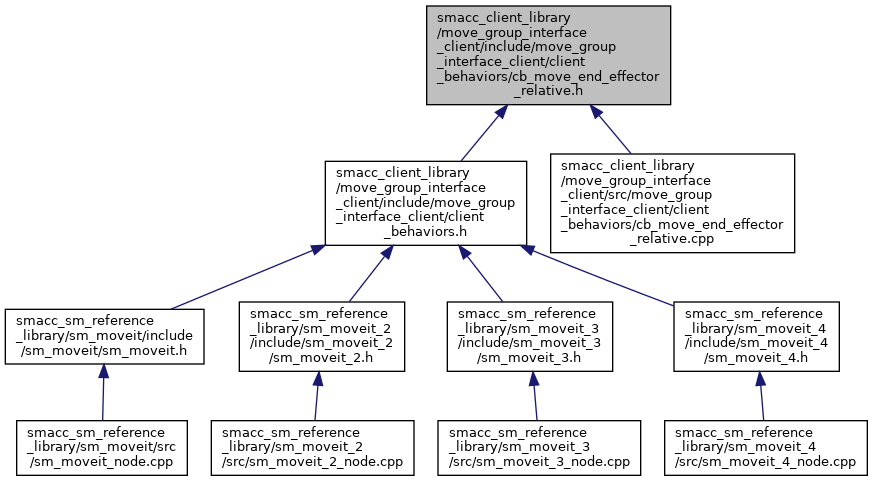 smacc_client_library
/move_group_interface
_client/include/move_group
_interface_client/client
_behaviors/cb_move_end_effector
_relative.h
smacc_client_library
/move_group_interface
_client/include/move_group
_interface_client/client
_behaviors.h
smacc_client_library
/move_group_interface
_client/src/move_group
_interface_client/client
_behaviors/cb_move_end_effector
_relative.cpp
smacc_sm_reference
_library/sm_moveit/include
/sm_moveit/sm_moveit.h
smacc_sm_reference
_library/sm_moveit_2
/include/sm_moveit_2
/sm_moveit_2.h
smacc_sm_reference
_library/sm_moveit_3
/include/sm_moveit_3
/sm_moveit_3.h
smacc_sm_reference
_library/sm_moveit_4
/include/sm_moveit_4
/sm_moveit_4.h
smacc_sm_reference
_library/sm_moveit/src
/sm_moveit_node.cpp
smacc_sm_reference
_library/sm_moveit_2
/src/sm_moveit_2_node.cpp
smacc_sm_reference
_library/sm_moveit_3
/src/sm_moveit_3_node.cpp
smacc_sm_reference
_library/sm_moveit_4
/src/sm_moveit_4_node.cpp